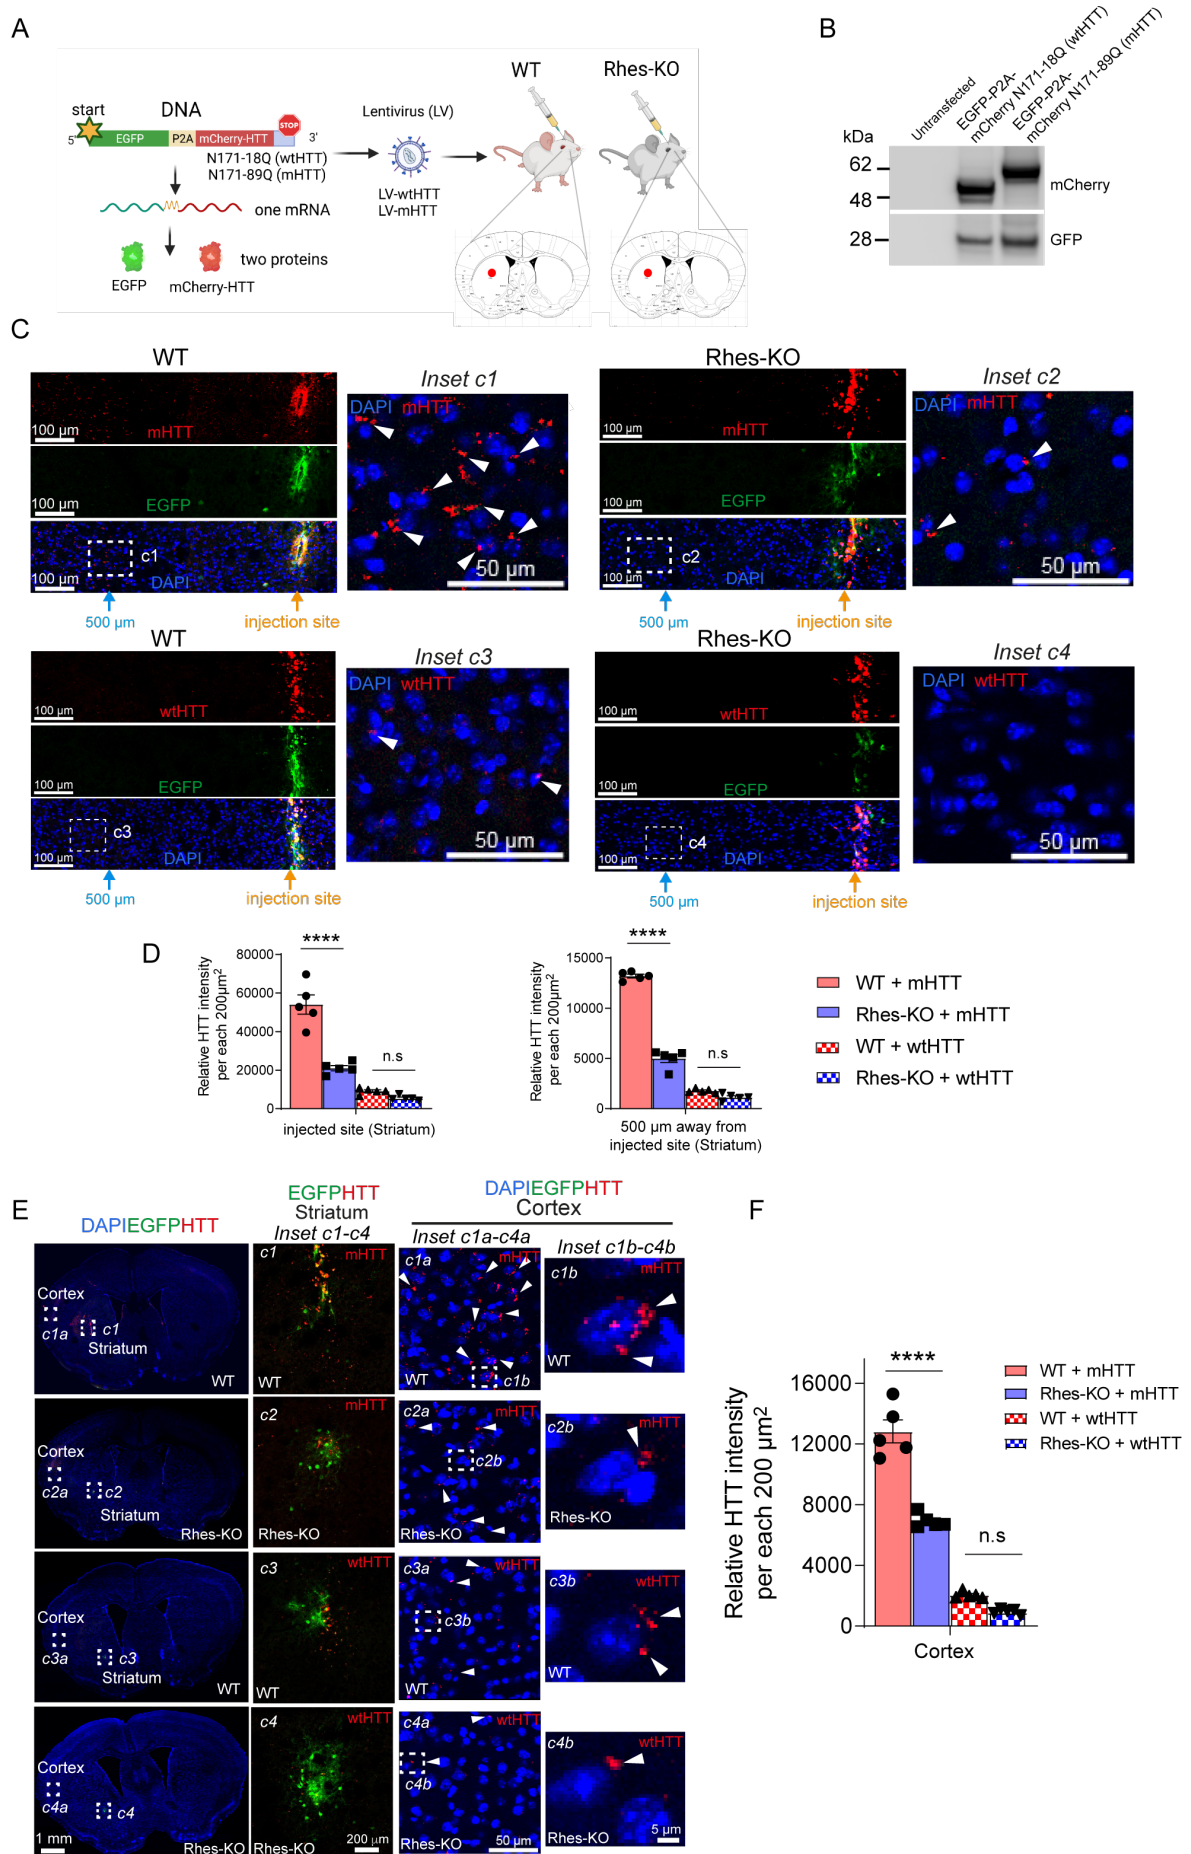 A
start
DNA
5'
EGFP
P2A
mCherry-HTT
STOP
3'
N171-18Q (wtHTT)
N171-89Q (mHTT)
one mRNA
two proteins
EGFP
mCherry-HTT
Lentivirus (LV)
LV-wtHTT
LV-mHTT
WT
Rhes-KO
B
Untransfected
EGFP-P2A-
mCherry N171-18Q (wtHTT)
EGFP-P2A-
mCherry N171-89Q (mHTT)
kDa
62
48
28
mCherry
GFP
C
WT
100 µm
mHTT
100 µm
EGFP
100 µm
c1
DAPI
500 µm
injection site
Inset c1
DAPI mHTT
50 µm
Rhes-KO
100 µm
mHTT
100 µm
EGFP
100 µm
c2
DAPI
500 µm
injection site
Inset c2
DAPI mHTT
50 µm
WT
100 µm
wtHTT
100 µm
EGFP
100 µm
c3
DAPI
500 µm
injection site
Inset c3
DAPI wtHTT
50 µm
Rhes-KO
100 µm
wtHTT
100 µm
EGFP
100 µm
c4
DAPI
500 µm
injection site
Inset c4
DAPI wtHTT
50 µm
D
Relative HTT intensity
per each 200µm2
80000
60000
40000
20000
0
****
n.s
injected site (Striatum)
Relative HTT intensity
per each 200µm2
15000
10000
5000
0
****
n.s
500 µm away from
injected site (Striatum)
WT + mHTT
Rhes-KO + mHTT
WT + wtHTT
Rhes-KO + wtHTT
E
DAPIEGFPHTT
EGFPHTT
Striatum
Inset c1-c4
DAPIEGFPHTT
Cortex
Inset c1a-c4a
Inset c1b-c4b
Cortex
c1a
c1
Striatum
WT
c1
mHTT
WT
c1a
mHTT
WT
c1b
c1b
mHTT
WT
Cortex
c2a
c2
Striatum
Rhes-KO
c2
mHTT
Rhes-KO
c2a
mHTT
c2b
Rhes-KO
c2b
mHTT
Rhes-KO
Cortex
c3a
c3
Striatum
WT
c3
wtHTT
WT
c3a
wtHTT
c3b
WT
c3b
wtHTT
WT
Cortex
c4a
c4
1 mm
Rhes-KO
c4
wtHTT
200 µm
Rhes-KO
c4a
wtHTT
c4b
Rhes-KO
50 µm
c4b
wtHTT
5 µm
Rhes-KO
F
Relative HTT intensity
per each 200 µm2
16000
12000
8000
4000
0
****
n.s
Cortex
WT + mHTT
Rhes-KO + mHTT
WT + wtHTT
Rhes-KO + wtHTT